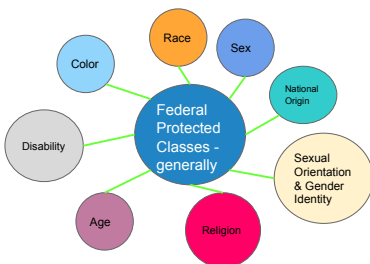 Race
Sex
Color
National
Origin
Federal
Protected
Classes -
generally
Disability
Sexual
Orientation
& Gender
Identity
Age
Religion